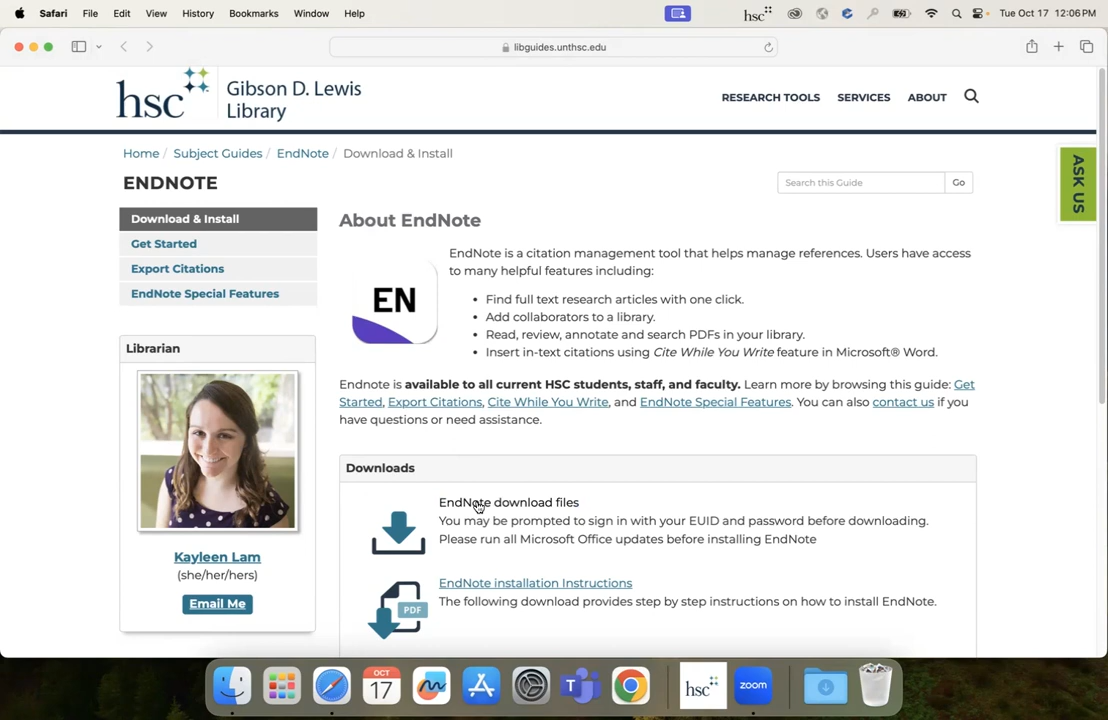 Safari File Edit View History Bookmarks Window Help hsc Tue Oct 17 12:06 PM
libguides.unthsc.edu
hsc Gibson D. Lewis
Library
RESEARCH TOOLS SERVICES ABOUT
ASK US
Home / Subject Guides / EndNote / Download & Install
ENDNOTE
Search this Guide Go
Download & Install
Get Started
Export Citations
EndNote Special Features
Librarian
Kayleen Lam
(she/her/hers)
Email Me
About EndNote
EN
EndNote is a citation management tool that helps manage references. Users have access
to many helpful features including:
• Find full text research articles with one click.
• Add collaborators to a library.
• Read, review, annotate and search PDFs in your library.
• Insert in-text citations using Cite While You Write feature in Microsoft® Word.
Endnote is available to all current HSC students, staff, and faculty. Learn more by browsing this guide: Get
Started, Export Citations, Cite While You Write, and EndNote Special Features. You can also contact us if you
have questions or need assistance.
Downloads
EndNote download files
You may be prompted to sign in with your EUID and password before downloading.
Please run all Microsoft Office updates before installing EndNote
PDF
EndNote installation Instructions
The following download provides step by step instructions on how to install EndNote.
OCT
17
T
hsc
zoom